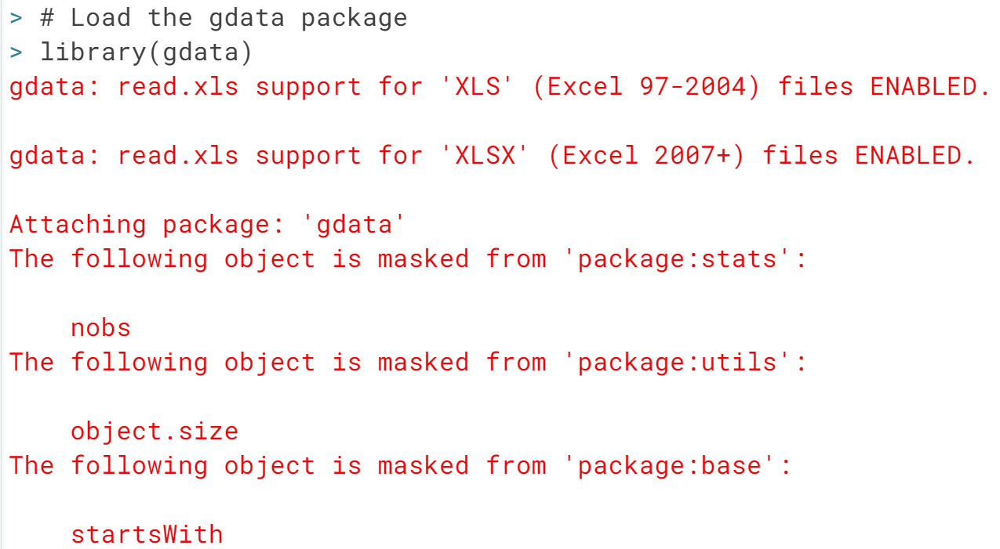 > # Load the gdata package
> library(gdata)
gdata: read.xls support for 'XLS' (Excel 97-2004) files ENABLED.
gdata: read.xls support for 'XLSX' (Excel 2007+) files ENABLED.
Attaching package: 'gdata'
The following object is masked from 'package:stats':
    nobs
The following object is masked from 'package:utils':
    object.size
The following object is masked from 'package:base':
    startsWith